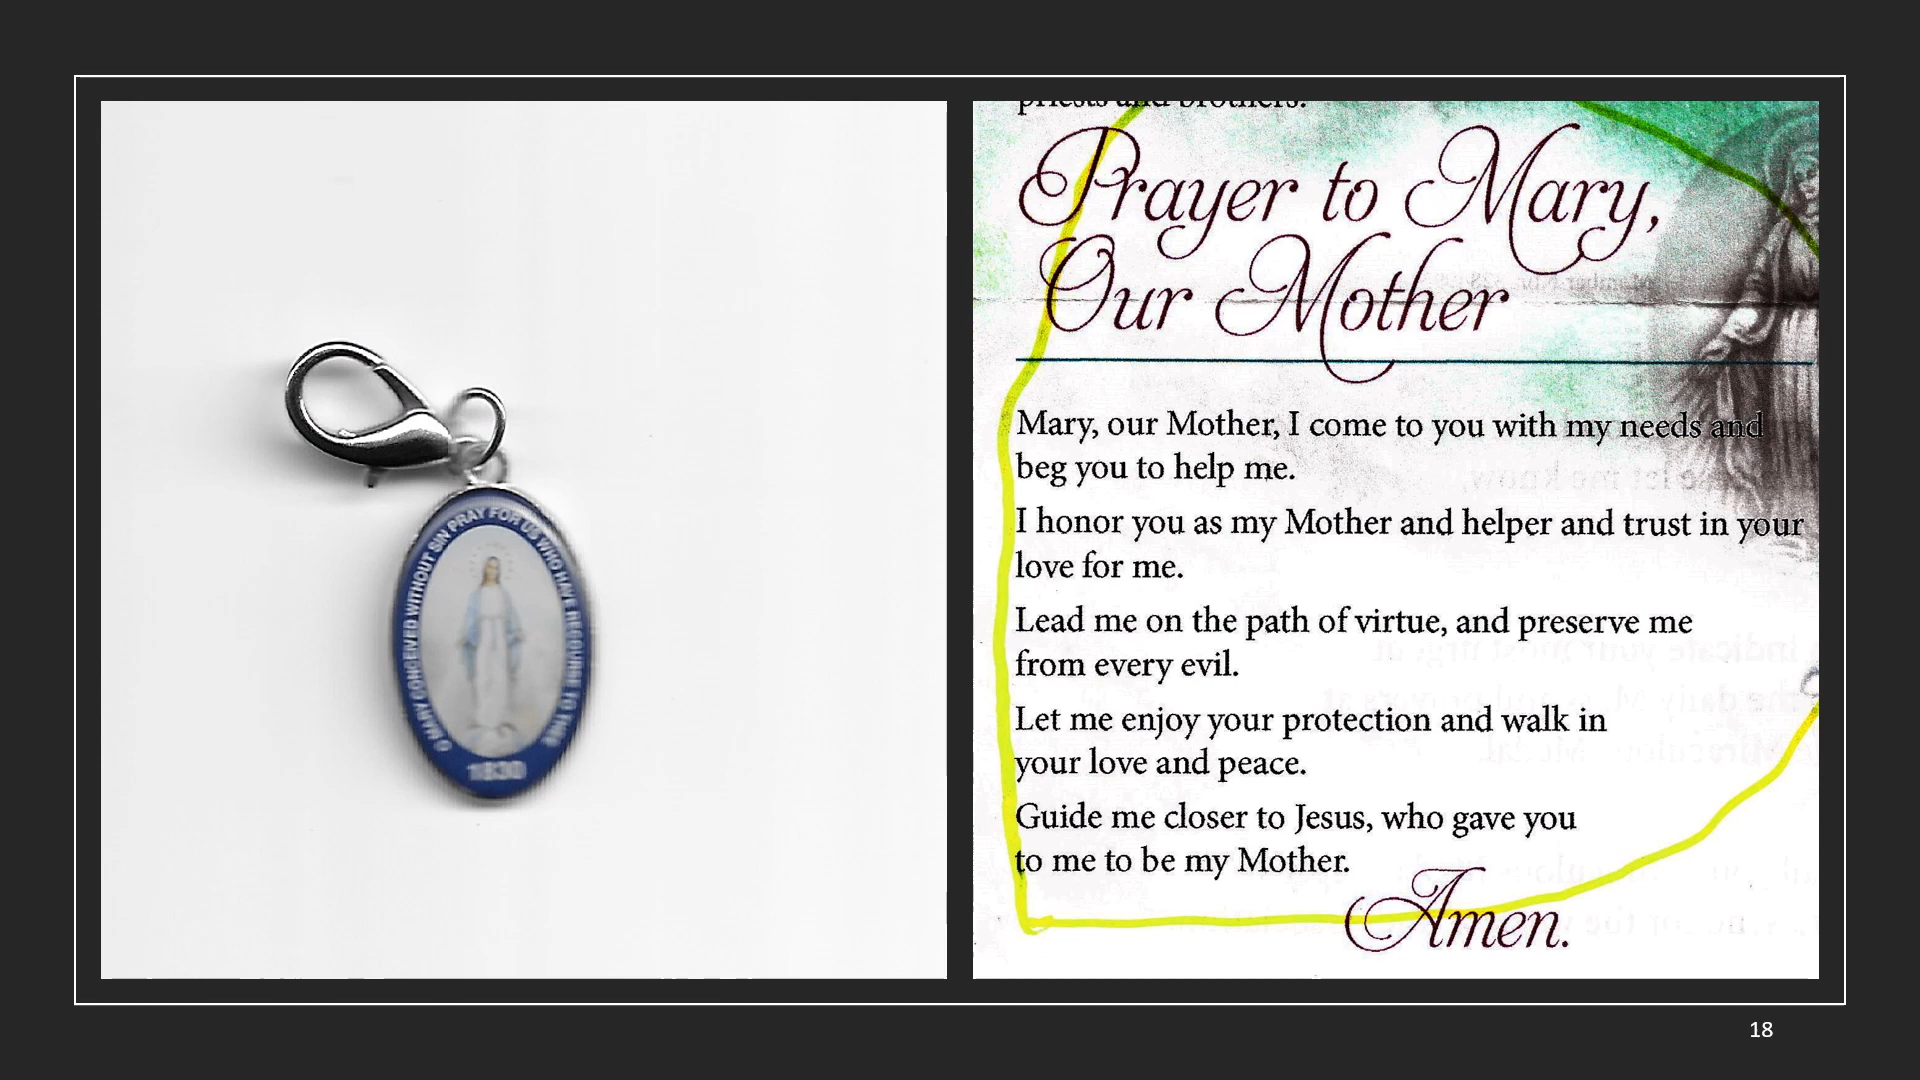 O MARY CONCEIVED WITHOUT SIN PRAY FOR US WHO HAVE RECOURSE TO THEE
1830
priests and brothers.
Prayer to Mary,
Our Mother
Mary, our Mother, I come to you with my needs and
beg you to help me.
I honor you as my Mother and helper and trust in your
love for me.
Lead me on the path of virtue, and preserve me
from every evil.
Let me enjoy your protection and walk in
your love and peace.
Guide me closer to Jesus, who gave you
to me to be my Mother.
Amen.
18